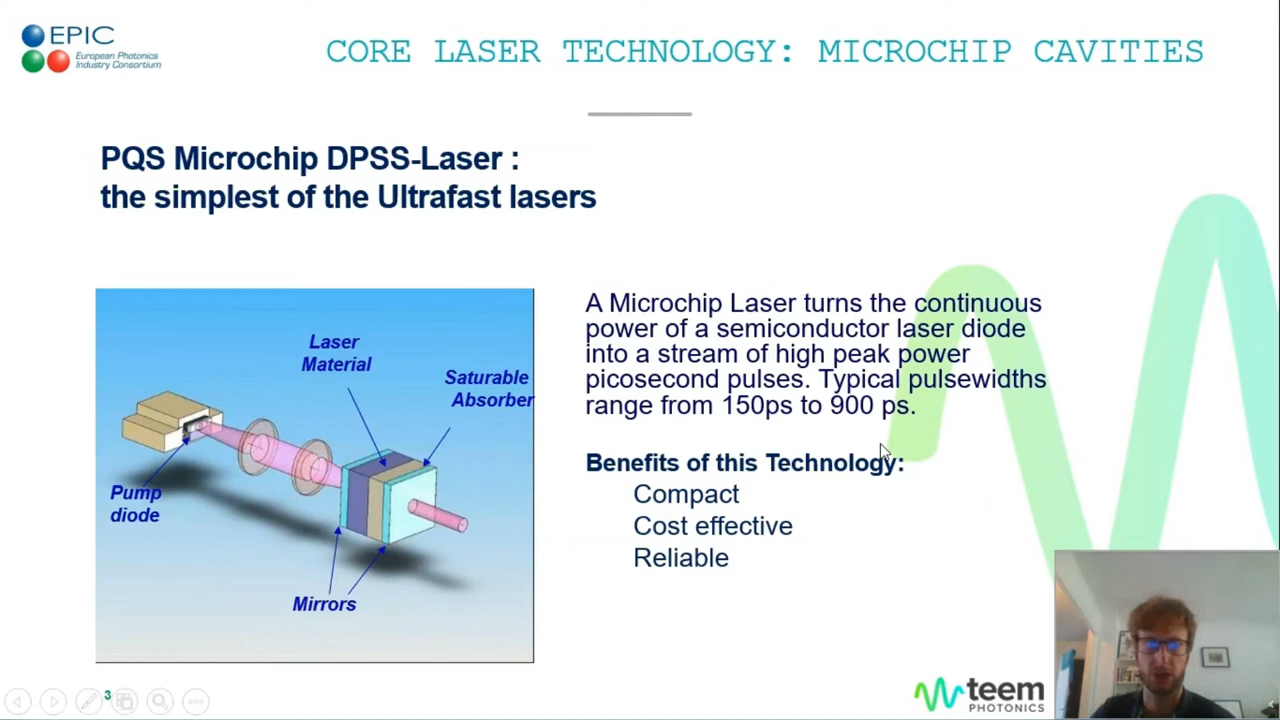 EPIC
European Photonics
Industry Consortium
CORE LASER TECHNOLOGY: MICROCHIP CAVITIES
PQS Microchip DPSS-Laser :
the simplest of the Ultrafast lasers
Laser
Material
Saturable
Absorber
Pump
diode
Mirrors
A Microchip Laser turns the continuous
power of a semiconductor laser diode
into a stream of high peak power
picosecond pulses. Typical pulsewidths
range from 150ps to 900 ps.
Benefits of this Technology:
Compact
Cost effective
Reliable
3
teem
PHOTONICS